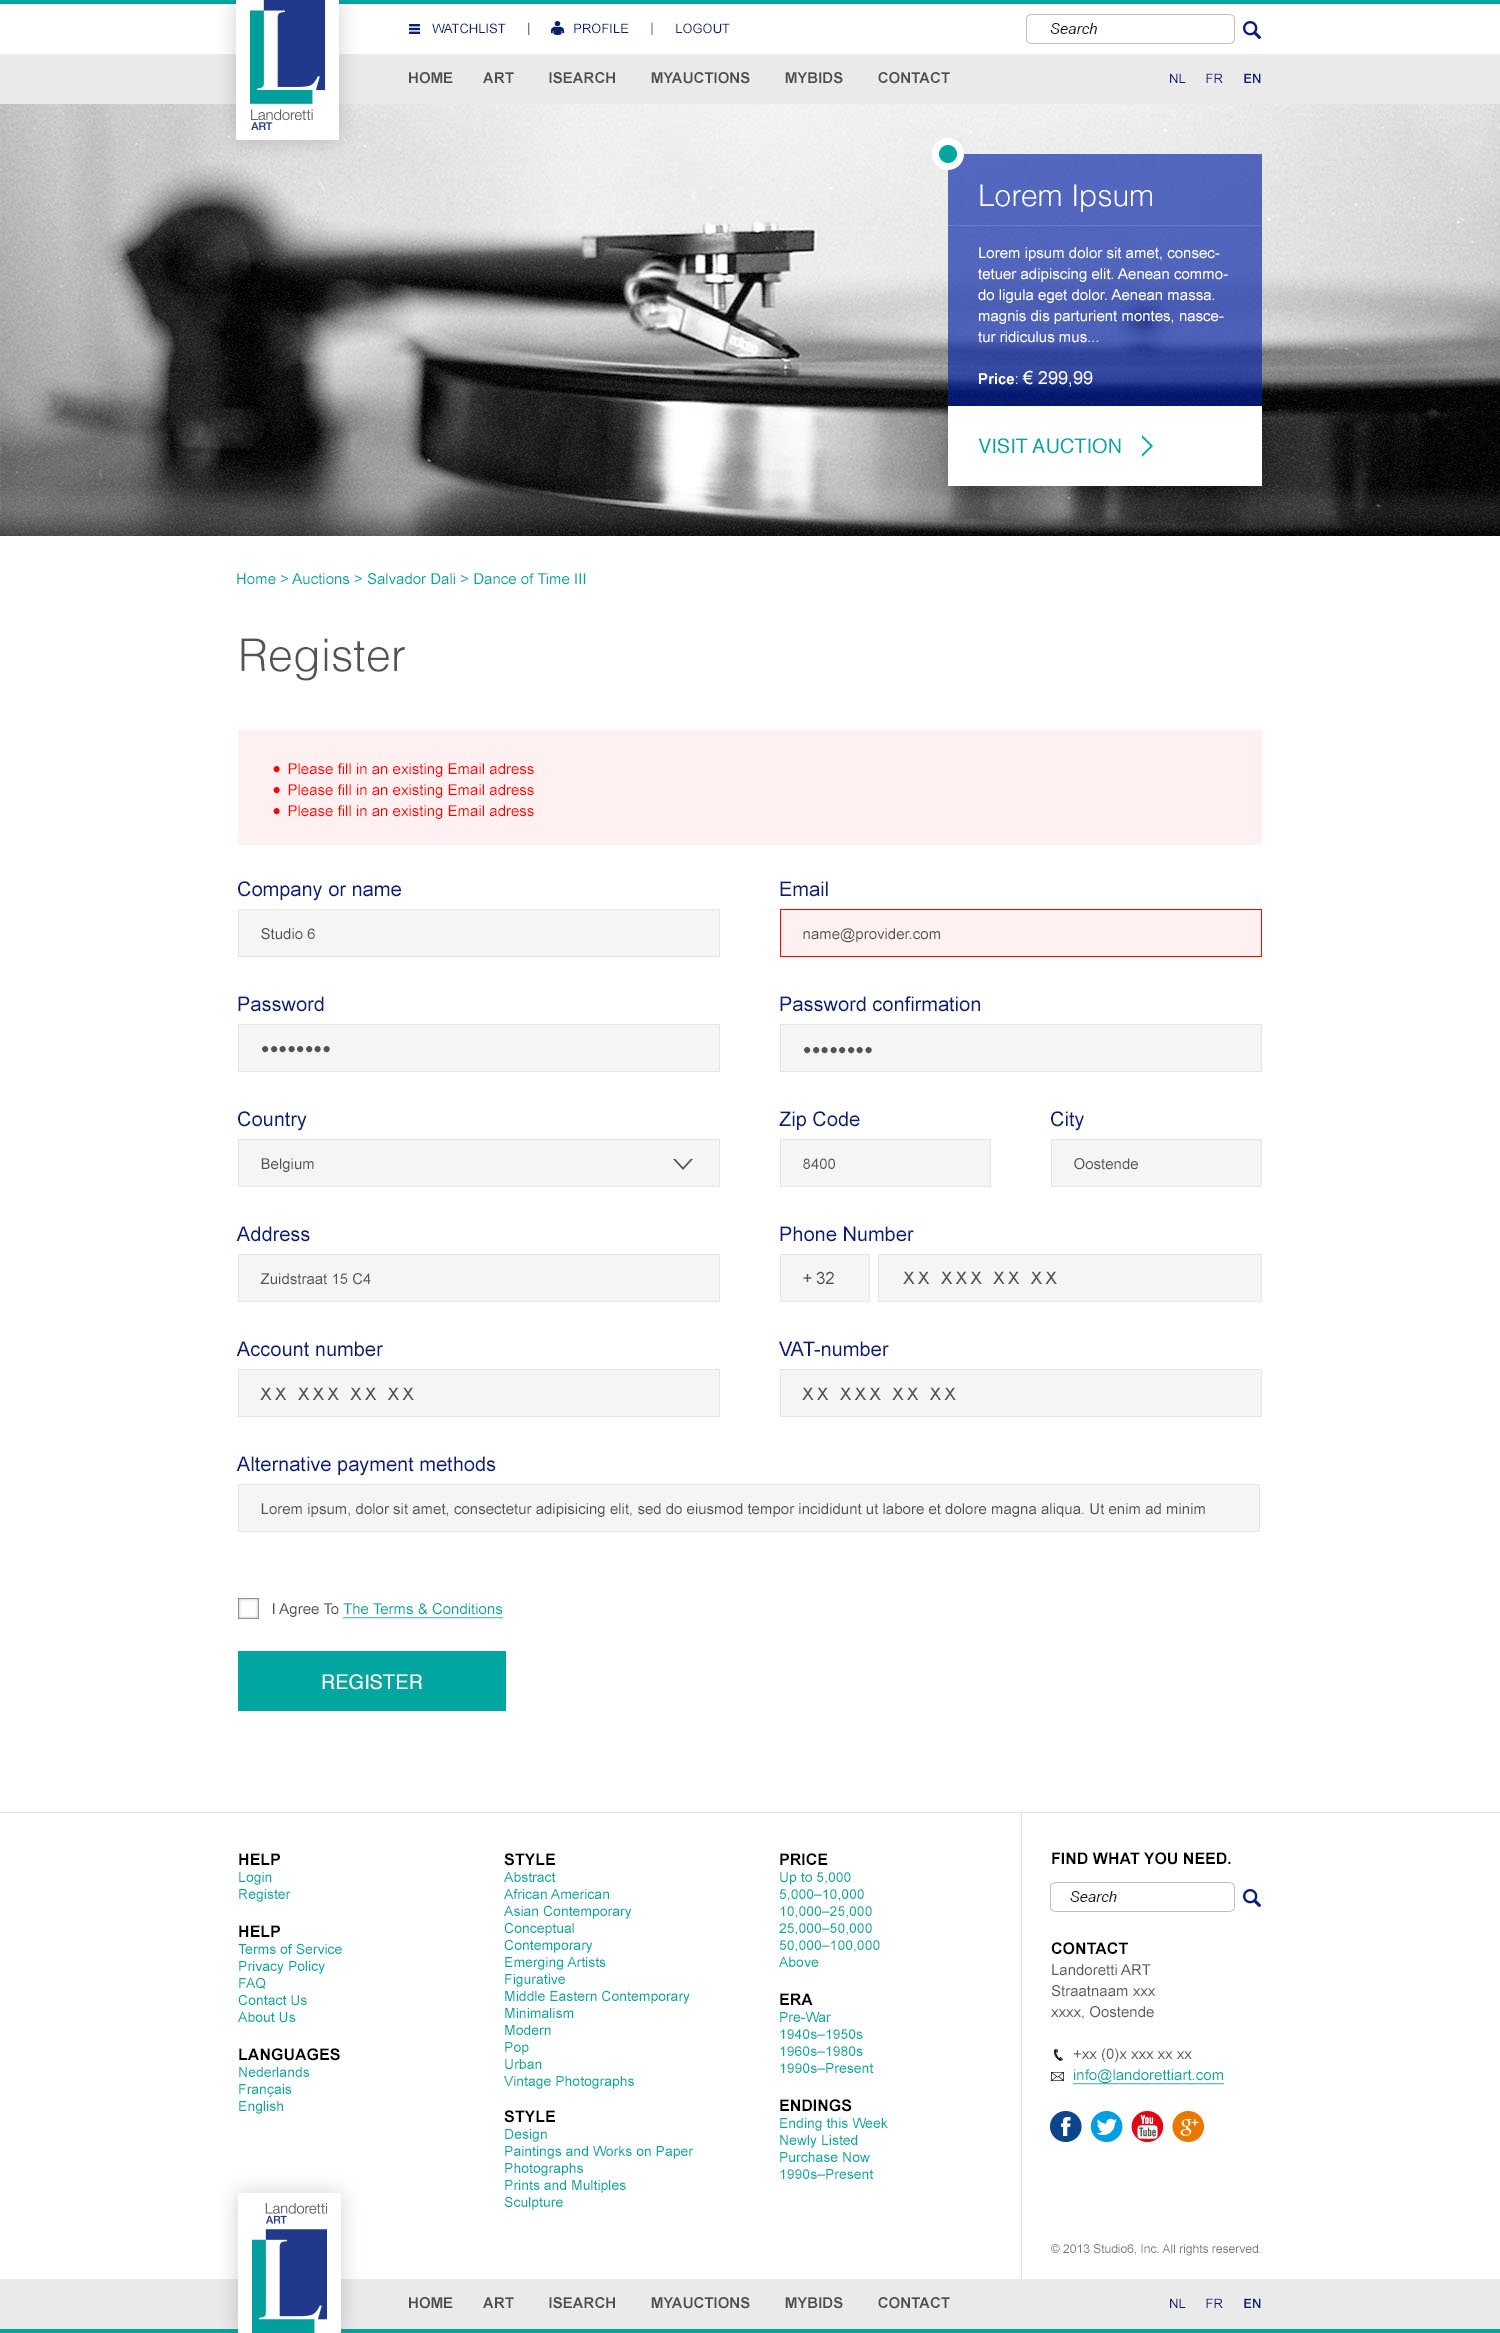 WATCHLIST | PROFILE | LOGOUT
Search
L
Landoretti
ART
HOME ART ISEARCH MYAUCTIONS MYBIDS CONTACT
NL FR EN
Lorem Ipsum
Lorem ipsum dolor sit amet, consec-
tetuer adipiscing elit. Aenean commo-
do ligula eget dolor. Aenean massa.
magnis dis parturient montes, nasce-
tur ridiculus mus...
Price: € 299,99
VISIT AUCTION
Home > Auctions > Salvador Dali > Dance of Time III
Register
• Please fill in an existing Email adress
• Please fill in an existing Email adress
• Please fill in an existing Email adress
Company or name
Studio 6
Email
name@provider.com
Password
••••••••
Password confirmation
••••••••
Country
Belgium
Zip Code
8400
City
Oostende
Address
Zuidstraat 15 C4
Phone Number
+ 32
XX XXX XX XX
Account number
XX XXX XX XX
VAT-number
XX XXX XX XX
Alternative payment methods
Lorem ipsum, dolor sit amet, consectetur adipisicing elit, sed do eiusmod tempor incididunt ut labore et dolore magna aliqua. Ut enim ad minim
I Agree To The Terms & Conditions
REGISTER
HELP
Login
Register
HELP
Terms of Service
Privacy Policy
FAQ
Contact Us
About Us
LANGUAGES
Nederlands
Français
English
STYLE
Abstract
African American
Asian Contemporary
Conceptual
Contemporary
Emerging Artists
Figurative
Middle Eastern Contemporary
Minimalism
Modern
Pop
Urban
Vintage Photographs
STYLE
Design
Paintings and Works on Paper
Photographs
Prints and Multiples
Sculpture
PRICE
Up to 5,000
5,000–10,000
10,000–25,000
25,000–50,000
50,000–100,000
Above
ERA
Pre-War
1940s–1950s
1960s–1980s
1990s–Present
ENDINGS
Ending this Week
Newly Listed
Purchase Now
1990s–Present
FIND WHAT YOU NEED.
Search
CONTACT
Landoretti ART
Straatnaam xxx
xxxx, Oostende
+xx (0)x xxx xx xx
info@landorettiart.com
f You Tube g+
© 2013 Studio6, Inc. All rights reserved.
Landoretti
ART
L
HOME ART ISEARCH MYAUCTIONS MYBIDS CONTACT
NL FR EN